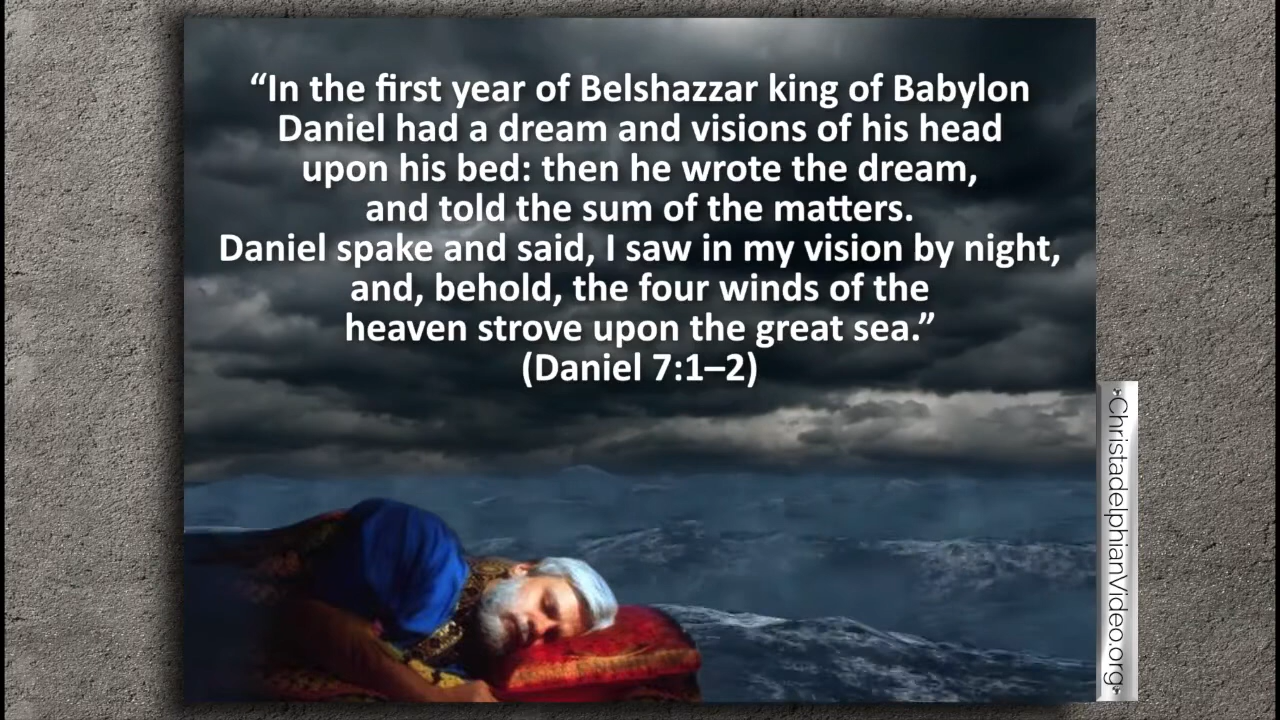 “In the first year of Belshazzar king of Babylon
Daniel had a dream and visions of his head
upon his bed: then he wrote the dream,
and told the sum of the matters.
Daniel spake and said, I saw in my vision by night,
and, behold, the four winds of the
heaven strove upon the great sea.”
(Daniel 7:1–2)
ChristadelphianVideo.org